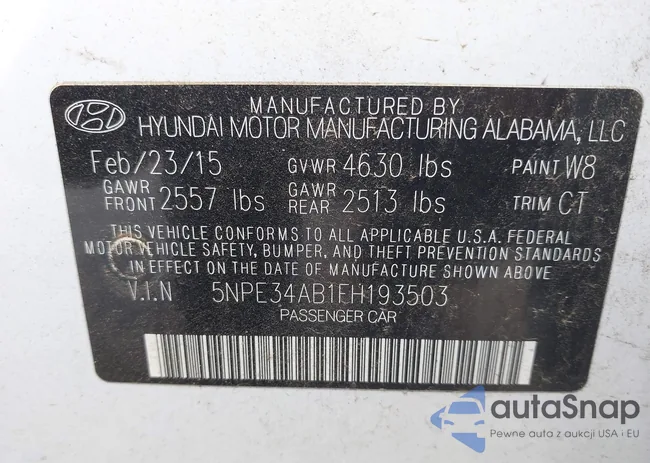 MANUFACTURED BY
HYUNDAI MOTOR MANUFACTURING ALABAMA, LLC
Feb/23/15 GVWR 4630 lbs PAINT W8
GAWR FRONT 2557 lbs GAWR REAR 2513 lbs TRIM CT
THIS VEHICLE CONFORMS TO ALL APPLICABLE U.S.A. FEDERAL
MOTOR VEHICLE SAFETY, BUMPER, AND THEFT PREVENTION STANDARDS
IN EFFECT ON THE DATE OF MANUFACTURE SHOWN ABOVE
V.I.N 5NPE34AB1FH193503
PASSENGER CAR
autaSnap
Pewne auta z aukcji USA i EU